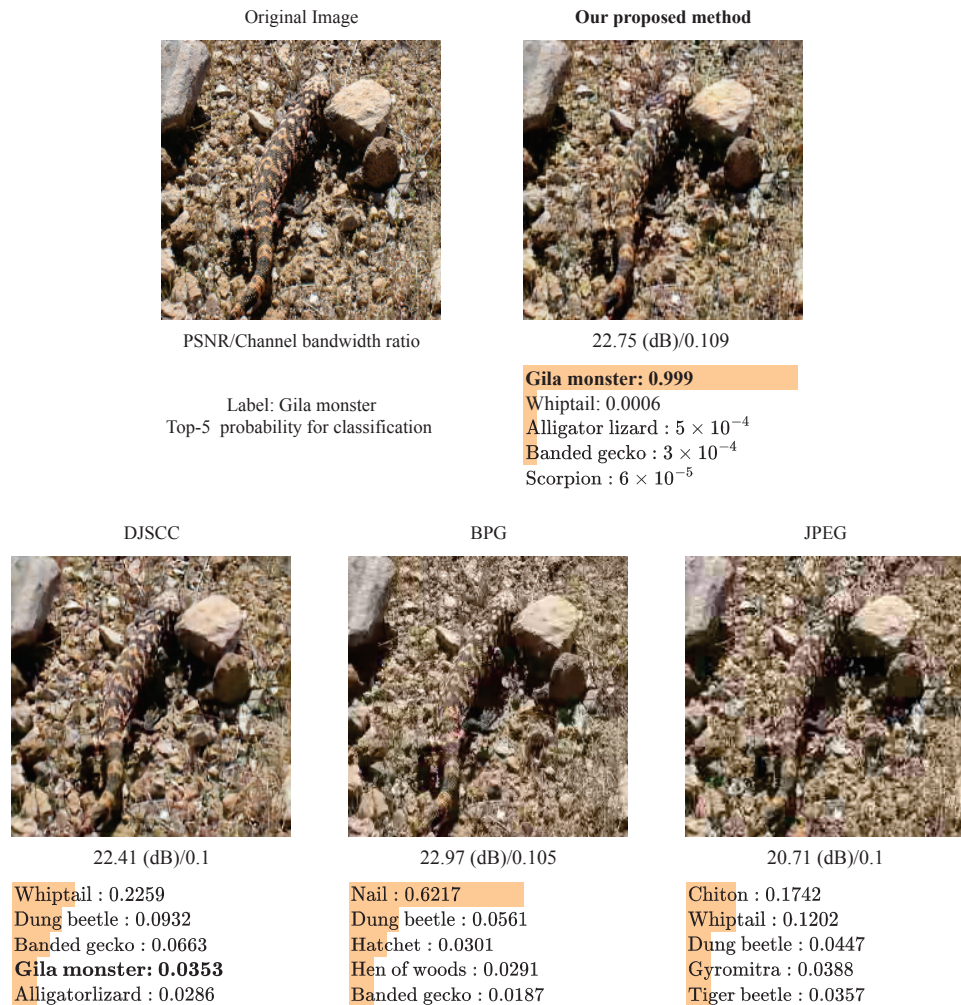 Original Image
Our proposed method
PSNR/Channel bandwidth ratio
22.75 (dB)/0.109
Label: Gila monster
Top-5 probability for classification
Gila monster: 0.999
Whiptail: 0.0006
Alligator lizard : 5 × 10⁻⁴
Banded gecko : 3 × 10⁻⁴
Scorpion : 6 × 10⁻⁵
DJSCC
BPG
JPEG
22.41 (dB)/0.1
22.97 (dB)/0.105
20.71 (dB)/0.1
Whiptail : 0.2259
Dung beetle : 0.0932
Banded gecko : 0.0663
Gila monster: 0.0353
Alligatorlizard : 0.0286
Nail : 0.6217
Dung beetle : 0.0561
Hatchet : 0.0301
Hen of woods : 0.0291
Banded gecko : 0.0187
Chiton : 0.1742
Whiptail : 0.1202
Dung beetle : 0.0447
Gyromitra : 0.0388
Tiger beetle : 0.0357